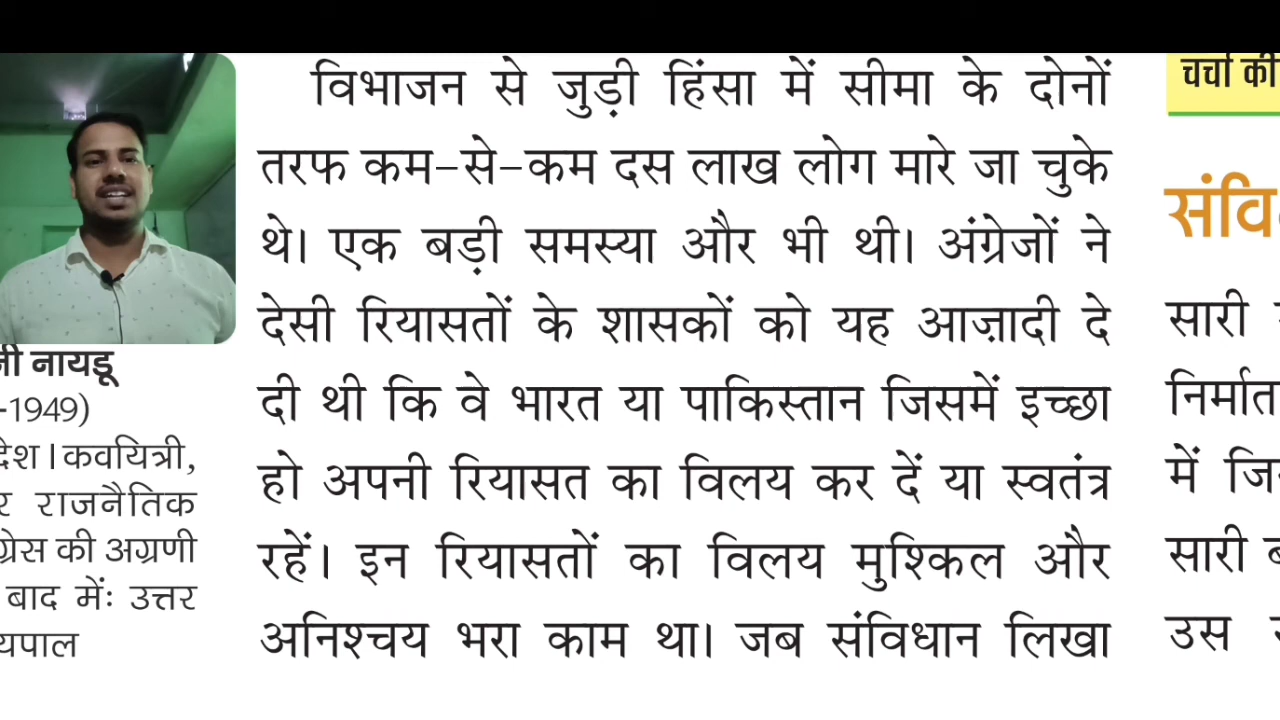 विभाजन से जुड़ी हिंसा में सीमा के दोनों
तरफ कम-से-कम दस लाख लोग मारे जा चुके
थे। एक बड़ी समस्या और भी थी। अंग्रेजों ने
देसी रियासतों के शासकों को यह आज़ादी दे
दी थी कि वे भारत या पाकिस्तान जिसमें इच्छा
हो अपनी रियासत का विलय कर दें या स्वतंत्र
रहें। इन रियासतों का विलय मुश्किल और
अनिश्चय भरा काम था। जब संविधान लिखा
नायडू
-1949)
कवयित्री,
राजनैतिक
की अग्रणी
बाद में: उत्तर
चर्चा की
सारी
निर्मात
में
सारी
उस